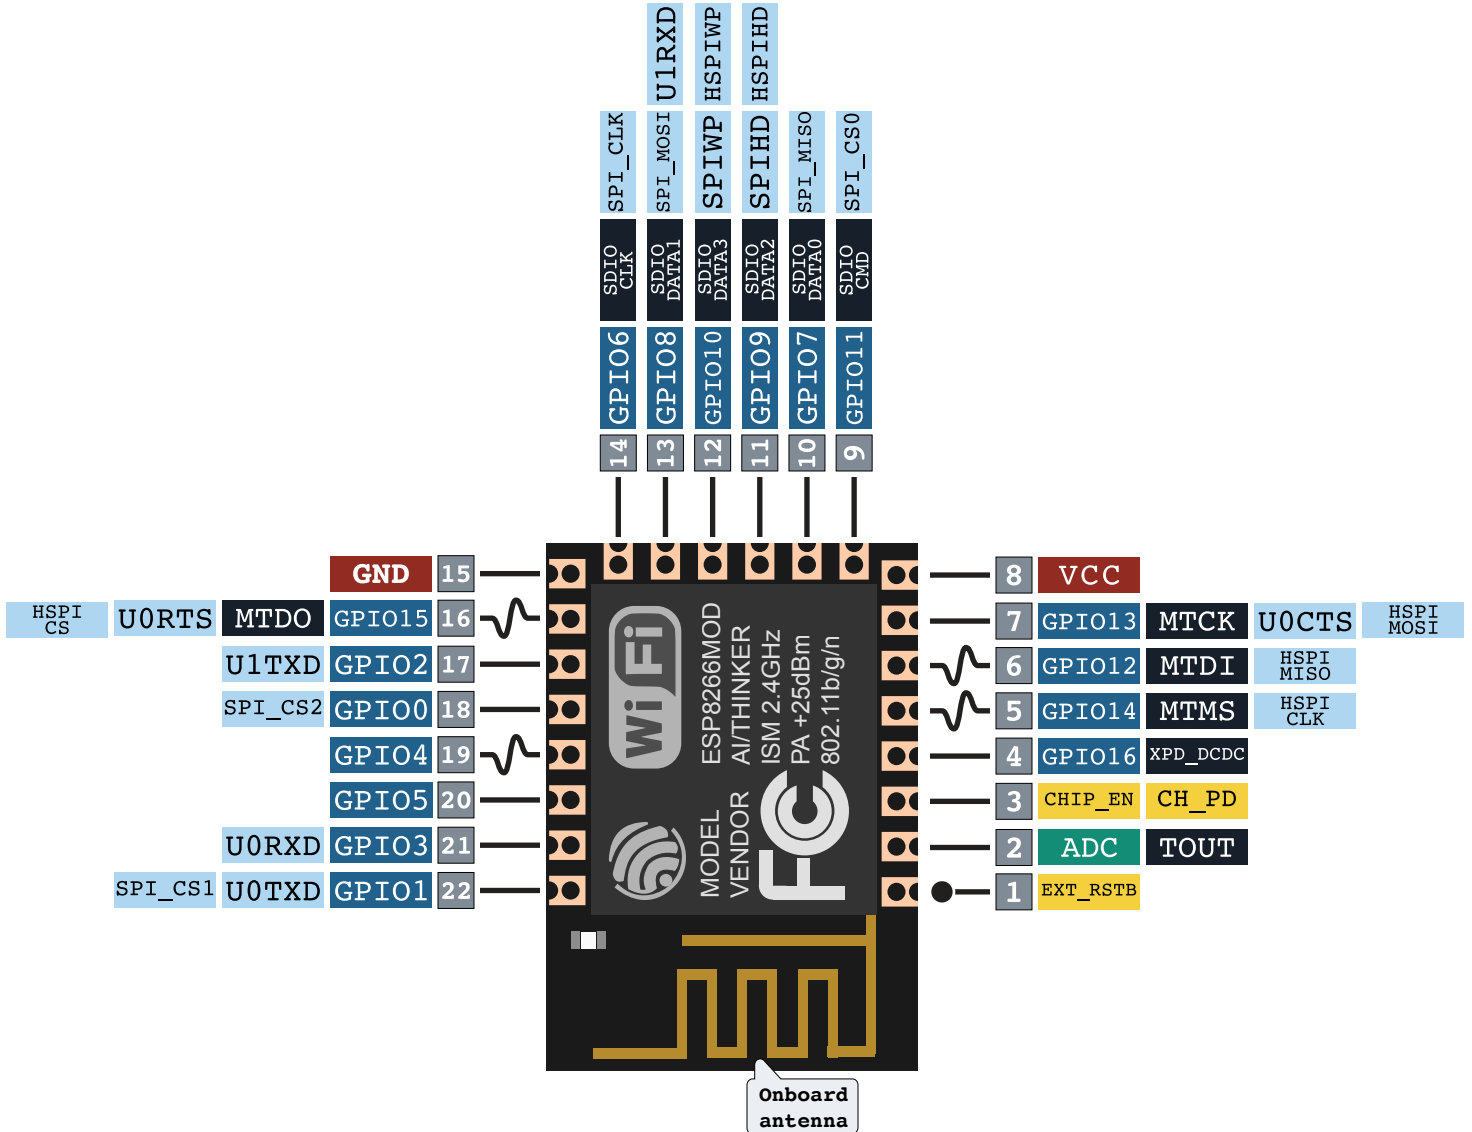 U1RXD
HSPIWP
HSPIHD
SPI_CLK
SPI_MOSI
SPIWP
SPIHD
SPI_MISO
SPI_CS0
SDIO
CLK
SDIO
DATA1
SDIO
DATA3
SDIO
DATA2
SDIO
DATA0
SDIO
CMD
GPIO6
GPIO8
GPIO10
GPIO9
GPIO7
GPIO11
14
13
12
11
10
9
GND 15
HSPI
CS
U0RTS MTDO GPIO15 16
U1TXD GPIO2 17
SPI_CS2 GPIO0 18
GPIO4 19
GPIO5 20
U0RXD GPIO3 21
SPI_CS1 U0TXD GPIO1 22
8 VCC
7 GPIO13 MTCK U0CTS
HSPI
MOSI
6 GPIO12 MTDI
HSPI
MISO
5 GPIO14 MTMS
HSPI
CLK
4 GPIO16 XPD_DCDC
3 CHIP_EN CH_PD
2 ADC TOUT
1 EXT_RSTB
WiFi
MODEL ESP8266MOD
VENDOR AI/THINKER
ISM 2.4GHz
PA +25dBm
802.11b/g/n
FC
Onboard
antenna